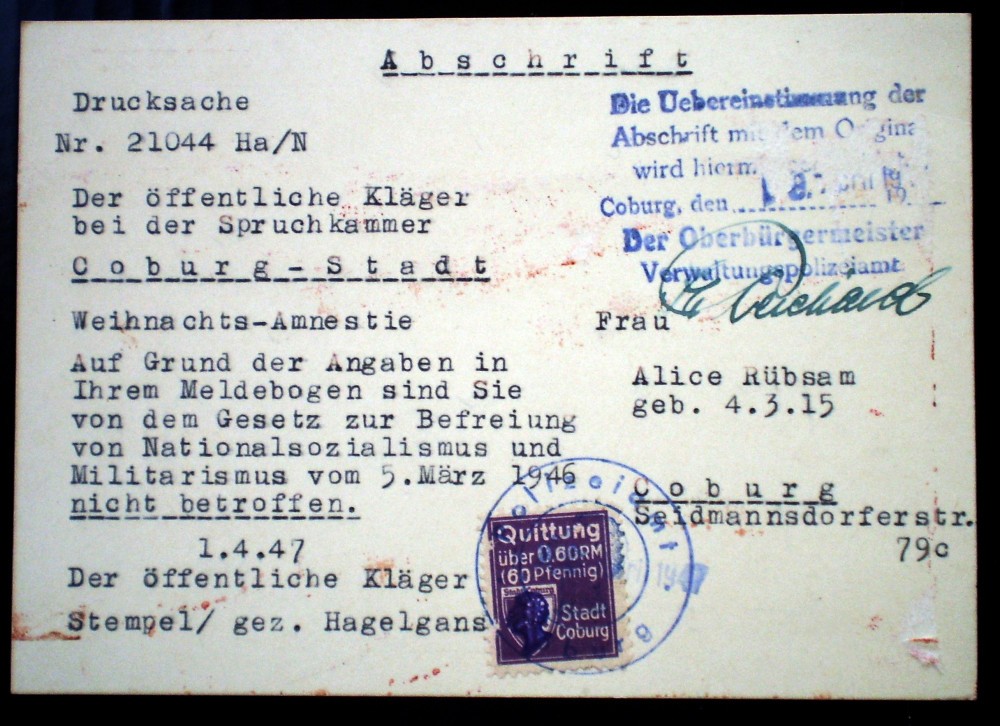 Abschrift
Drucksache
Nr. 21044 Ha/N
Der öffentliche Kläger
bei der Spruchkammer
Coburg-Stadt
Die Uebereinstimmung der
Abschrift mit dem Original
wird hiermit
Coburg, den
19
Der Oberbürgermeister
Verwaltungspolizeiamt
Weihnachts-Amnestie
Frau
Auf Grund der Angaben in
Ihrem Meldebogen sind Sie
von dem Gesetz zur Befreiung
von Nationalsozialismus und
Militarismus vom 5.März 1946
nicht betroffen.
Alice Rübsam
geb. 4.3.15
Coburg
Seidmannsdorferstr.
79c
1.4.47
Der öffentliche Kläger
Stempel/ gez. Hagelgans
Quittung
über 0.60RM
(60 Pfennig)
Stadt
Coburg